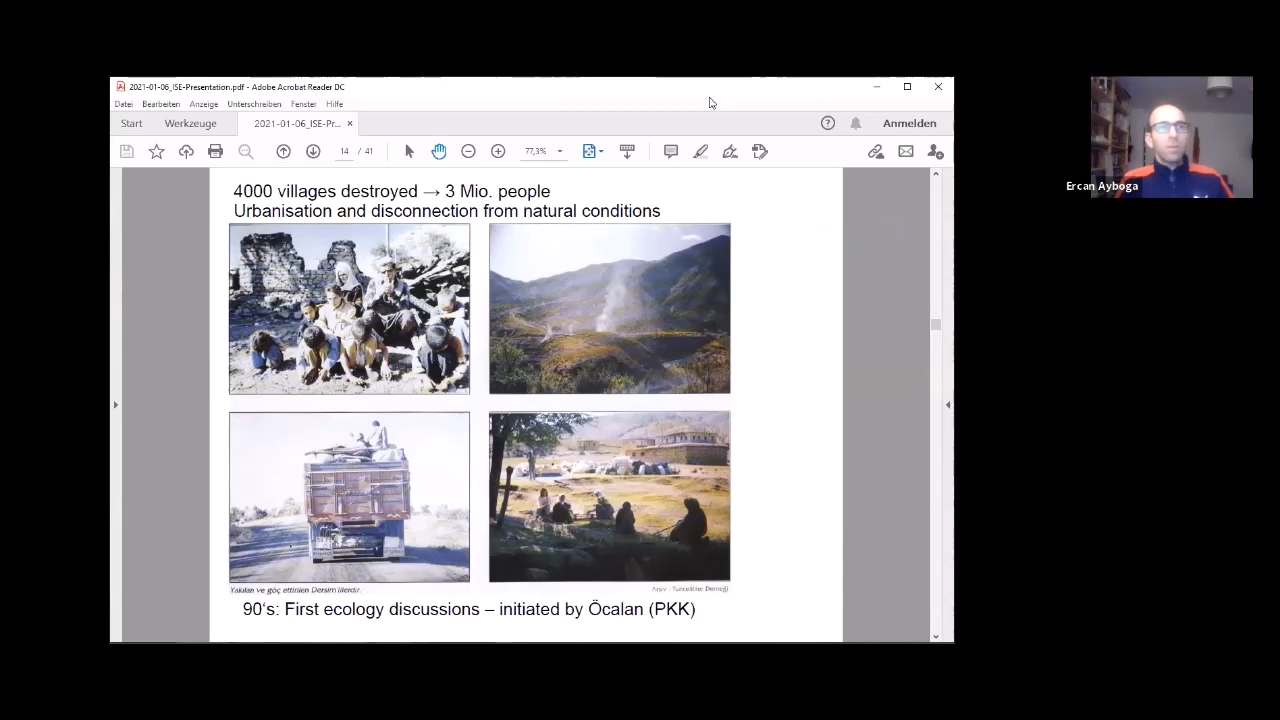 2021-01-06_ISE-Presentation.pdf - Adobe Acrobat Reader DC
Datei Bearbeiten Anzeige Unterschreiben Fenster Hilfe
Start Werkzeuge 2021-01-06_ISE-Pr... × Anmelden
14 / 41 77,3%
4000 villages destroyed → 3 Mio. people
Urbanisation and disconnection from natural conditions
Yakılan ve göç ettirilen Dersim'lilerdir.
Arşiv : Tuncelililer Derneği
90's: First ecology discussions – initiated by Öcalan (PKK)
Ercan Ayboga